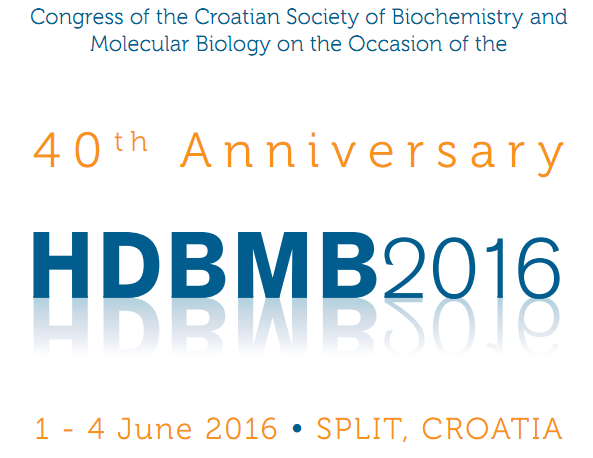 Congress of the Croatian Society of Biochemistry and
Molecular Biology on the Occasion of the
40th Anniversary
HDBMB2016
1 - 4 June 2016 • SPLIT, CROATIA